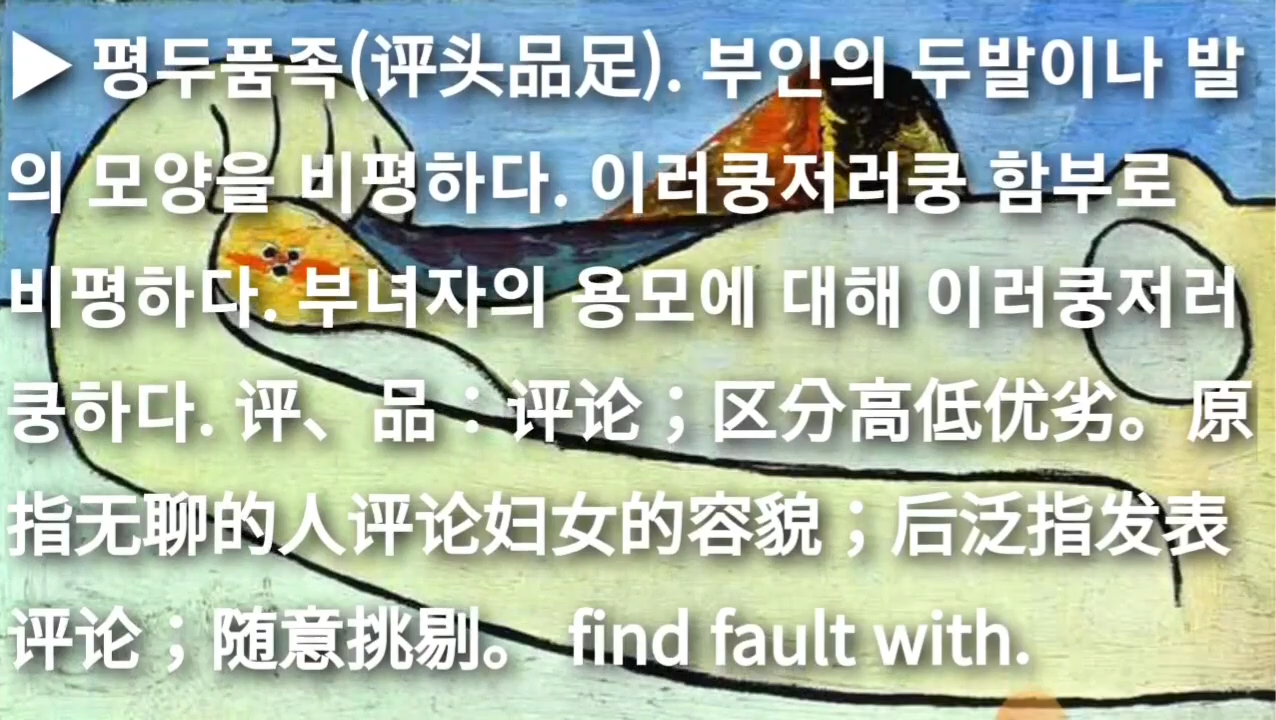 ▶ 평두품족(评头品足). 부인의 두발이나 발
의 모양을 비평하다. 이러쿵저러쿵 함부로
비평하다. 부녀자의 용모에 대해 이러쿵저러
쿵하다. 评、品：评论；区分高低优劣。原
指无聊的人评论妇女的容貌；后泛指发表
评论；随意挑剔。 find fault with.